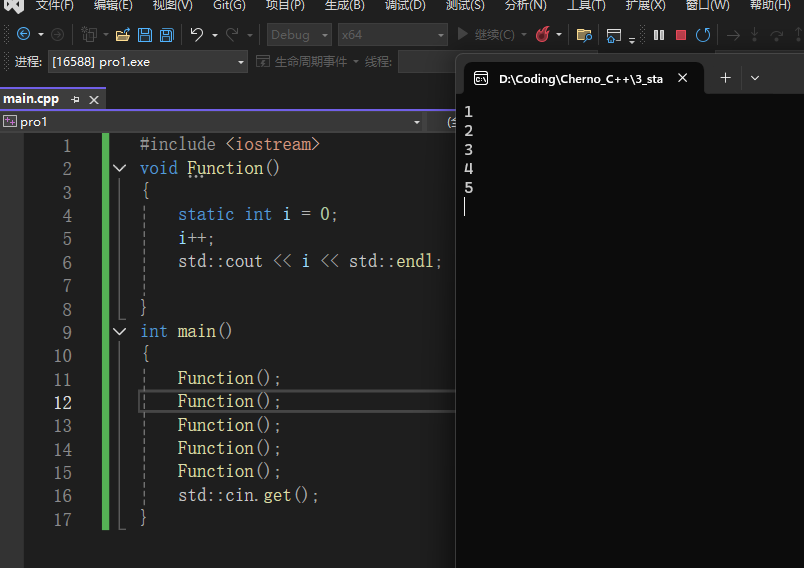 文件(F) 编辑(E) 视图(V) Git(G) 项目(P) 生成(B) 调试(D) 测试(S) 分析(N) 工具(T) 扩展(X) 窗口(W) 帮助(H)
Debug x64 继续(C)
进程: [16588] pro1.exe 生命周期事件 线程:
main.cpp
pro1
D:\Coding\Cherno_C++\3_sta
1 #include <iostream>
2 void Function()
3 {
4 static int i = 0;
5 i++;
6 std::cout << i << std::endl;
7
8 }
9 int main()
10 {
11 Function();
12 Function();
13 Function();
14 Function();
15 Function();
16 std::cin.get();
17 }
1
2
3
4
5